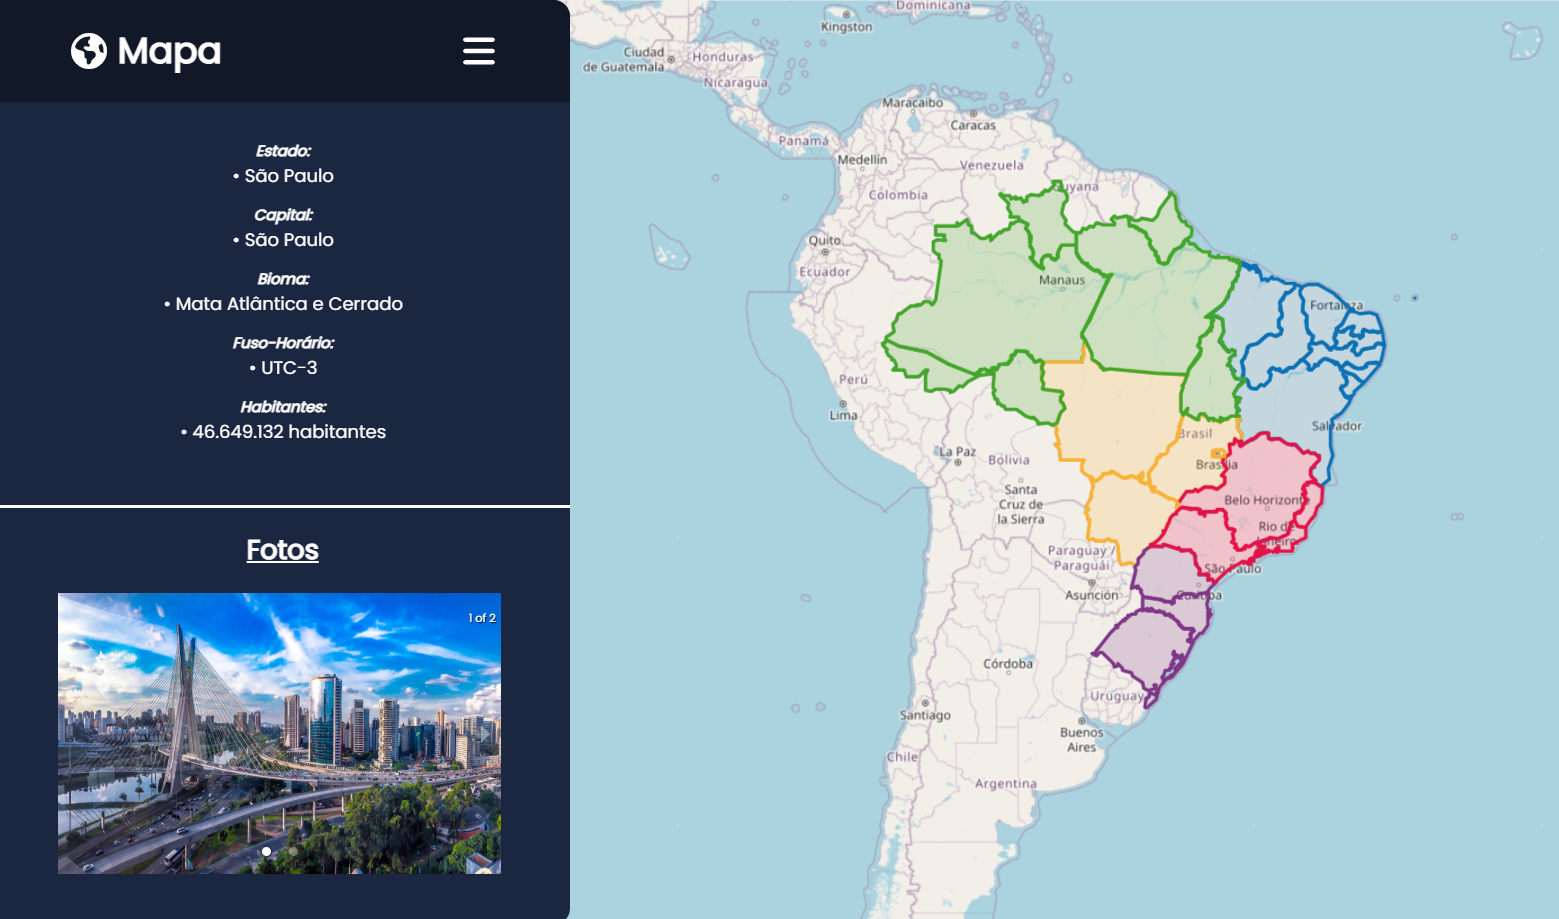 Mapa
Estado:
• São Paulo
Capital:
• São Paulo
Bioma:
• Mata Atlântica e Cerrado
Fuso-Horário:
• UTC-3
Habitantes:
• 46.649.132 habitantes
Fotos
1 of 2
Dominicana
Kingston
Ciudad
de Guatemala
Honduras
Nicaragua
Maracaibo
Caracas
Panamá
Medellín
Venezuela
Guyana
Colombia
Quito
Ecuador
Manaus
Fortaleza
Perú
Lima
Salvador
Brasil
La Paz
Bolivia
Brasília
Santa
Cruz de
la Sierra
Belo Horizonte
Rio de
Janeiro
Paraguay /
Paraguái
São Paulo
Asunción
Curitiba
Córdoba
Uruguay
Santiago
Buenos
Aires
Chile
Argentina